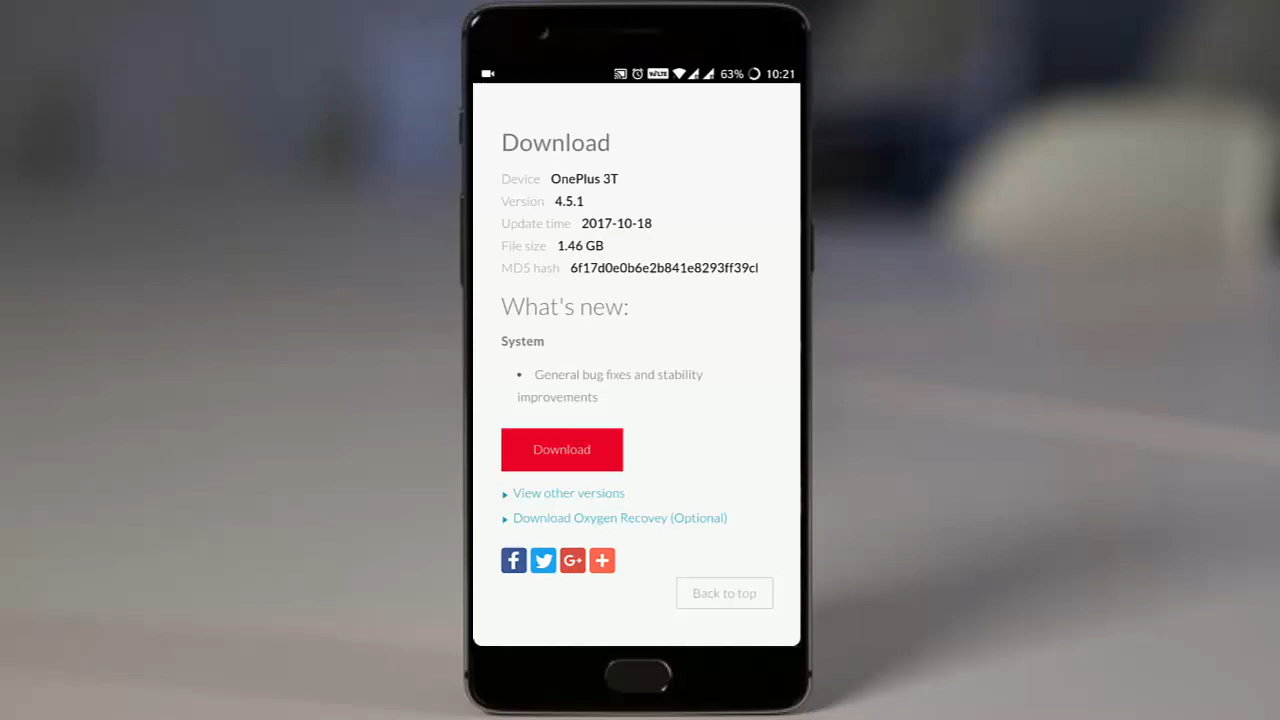 VoLTE 63% 10:21
Download
Device OnePlus 3T
Version 4.5.1
Update time 2017-10-18
File size 1.46 GB
MD5 hash 6f17d0e0b6e2b841e8293ff39cl
What's new:
System
• General bug fixes and stability
improvements
Download
View other versions
Download Oxygen Recovey (Optional)
f G+ +
Back to top